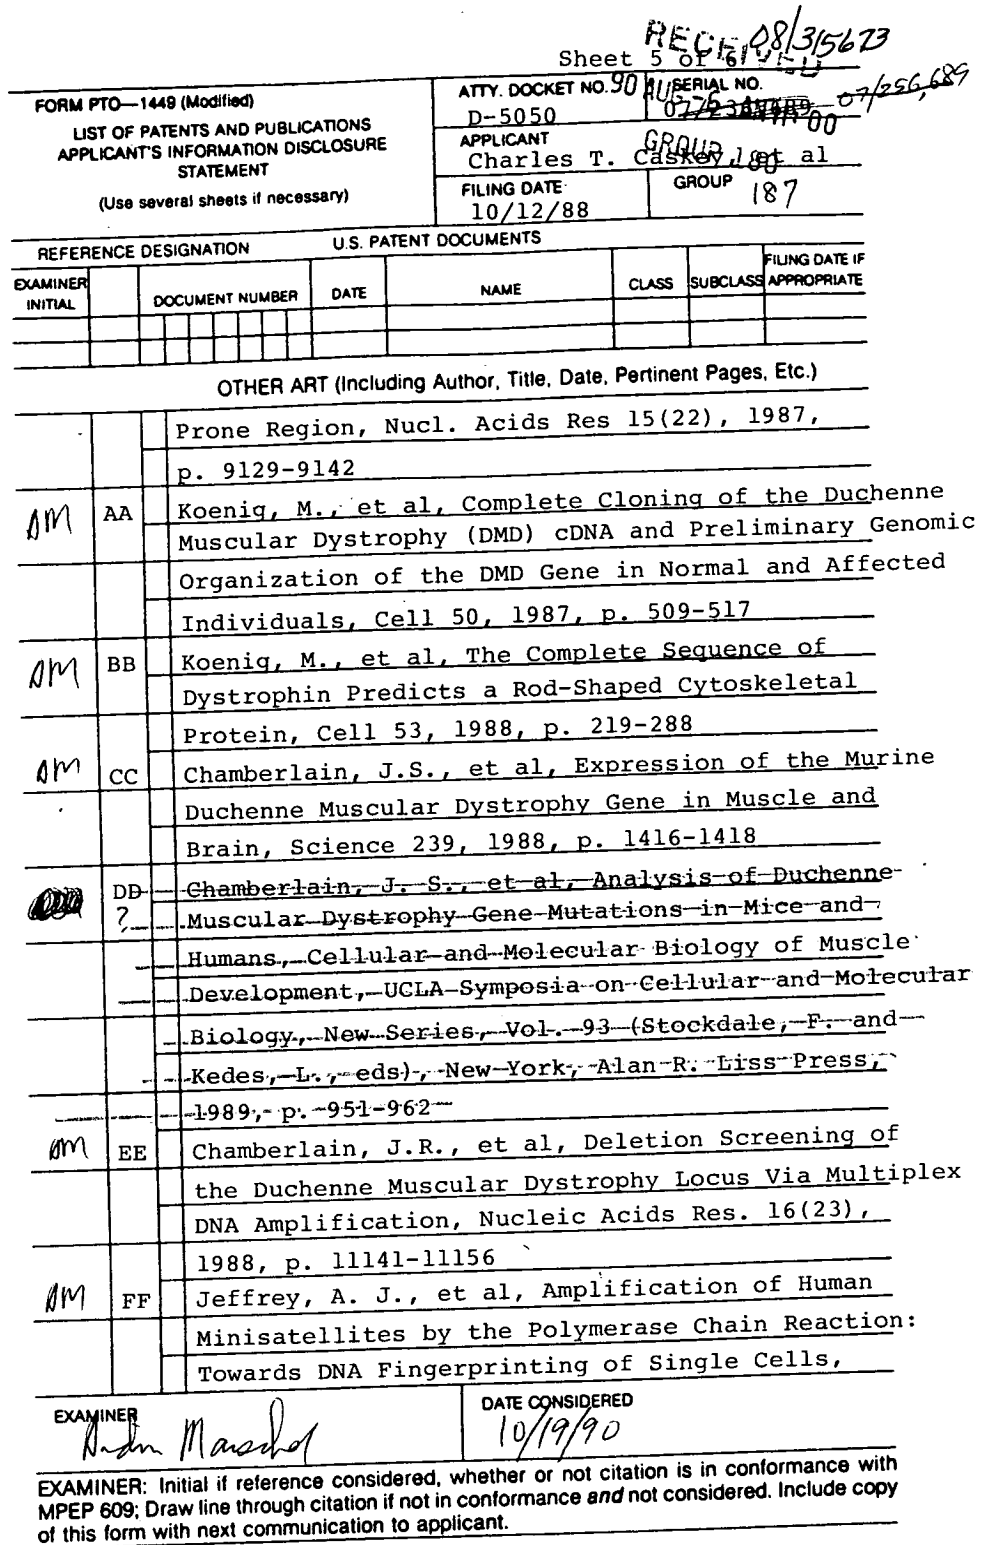 08/315673
RECEIVED
Sheet 5 of 6
FORM PTO—1449 (Modified)
LIST OF PATENTS AND PUBLICATIONS
APPLICANT'S INFORMATION DISCLOSURE
STATEMENT
(Use several sheets if necessary)
ATTY. DOCKET NO.
D-5050
SERIAL NO.
07/256,689
APPLICANT
Charles T. Caskey, et al
FILING DATE
10/12/88
GROUP
187
GROUP 180
REFERENCE DESIGNATION U.S. PATENT DOCUMENTS
EXAMINER INITIAL DOCUMENT NUMBER DATE NAME CLASS SUBCLASS FILING DATE IF APPROPRIATE
OTHER ART (Including Author, Title, Date, Pertinent Pages, Etc.)
Prone Region, Nucl. Acids Res 15(22), 1987,
p. 9129-9142
AM AA Koenig, M., et al, Complete Cloning of the Duchenne
Muscular Dystrophy (DMD) cDNA and Preliminary Genomic
Organization of the DMD Gene in Normal and Affected
Individuals, Cell 50, 1987, p. 509-517
AM BB Koenig, M., et al, The Complete Sequence of
Dystrophin Predicts a Rod-Shaped Cytoskeletal
Protein, Cell 53, 1988, p. 219-288
AM CC Chamberlain, J.S., et al, Expression of the Murine
Duchenne Muscular Dystrophy Gene in Muscle and
Brain, Science 239, 1988, p. 1416-1418
DD Chamberlain, J. S., et al, Analysis of Duchenne
? Muscular Dystrophy Gene Mutations in Mice and
Humans, Cellular and Molecular Biology of Muscle
Development, UCLA Symposia on Cellular and Molecular
Biology, New Series, Vol. 93 (Stockdale, F. and
Kedes, L., eds), New York, Alan R. Liss Press,
1989, p. 951-962
AM EE Chamberlain, J.R., et al, Deletion Screening of
the Duchenne Muscular Dystrophy Locus Via Multiplex
DNA Amplification, Nucleic Acids Res. 16(23),
1988, p. 11141-11156
AM FF Jeffrey, A. J., et al, Amplification of Human
Minisatellites by the Polymerase Chain Reaction:
Towards DNA Fingerprinting of Single Cells,
EXAMINER
DATE CONSIDERED
10/19/90
EXAMINER: Initial if reference considered, whether or not citation is in conformance with
MPEP 609; Draw line through citation if not in conformance and not considered. Include copy
of this form with next communication to applicant.